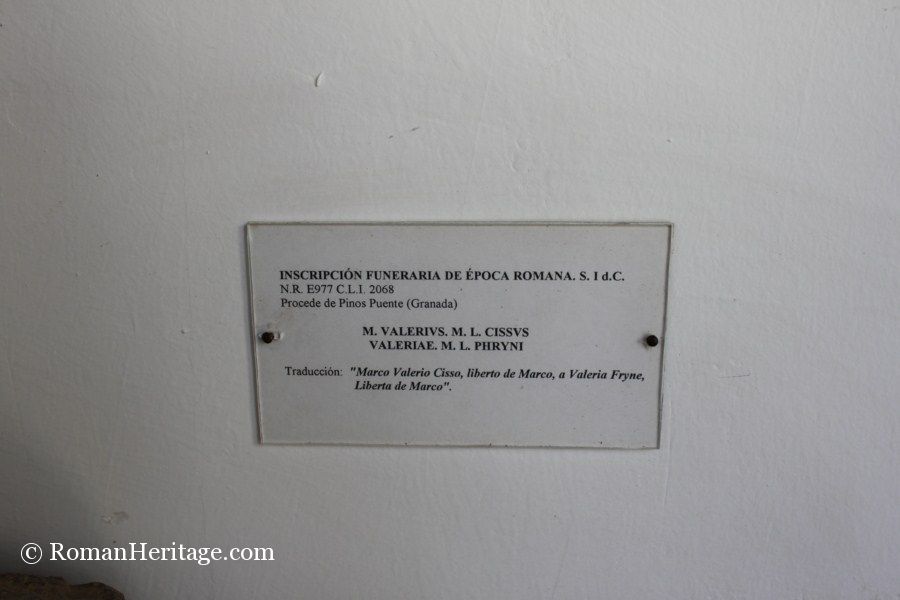 INSCRIPCIÓN FUNERARIA DE ÉPOCA ROMANA. S. I d.C.
N.R. E977 C.L.I. 2068
Procede de Pinos Puente (Granada)
M. VALERIVS. M. L. CISSVS
VALERIAE. M. L. PHRYNI
Traducción: "Marco Valerio Cisso, liberto de Marco, a Valeria Fryne,
Liberta de Marco".
© RomanHeritage.com